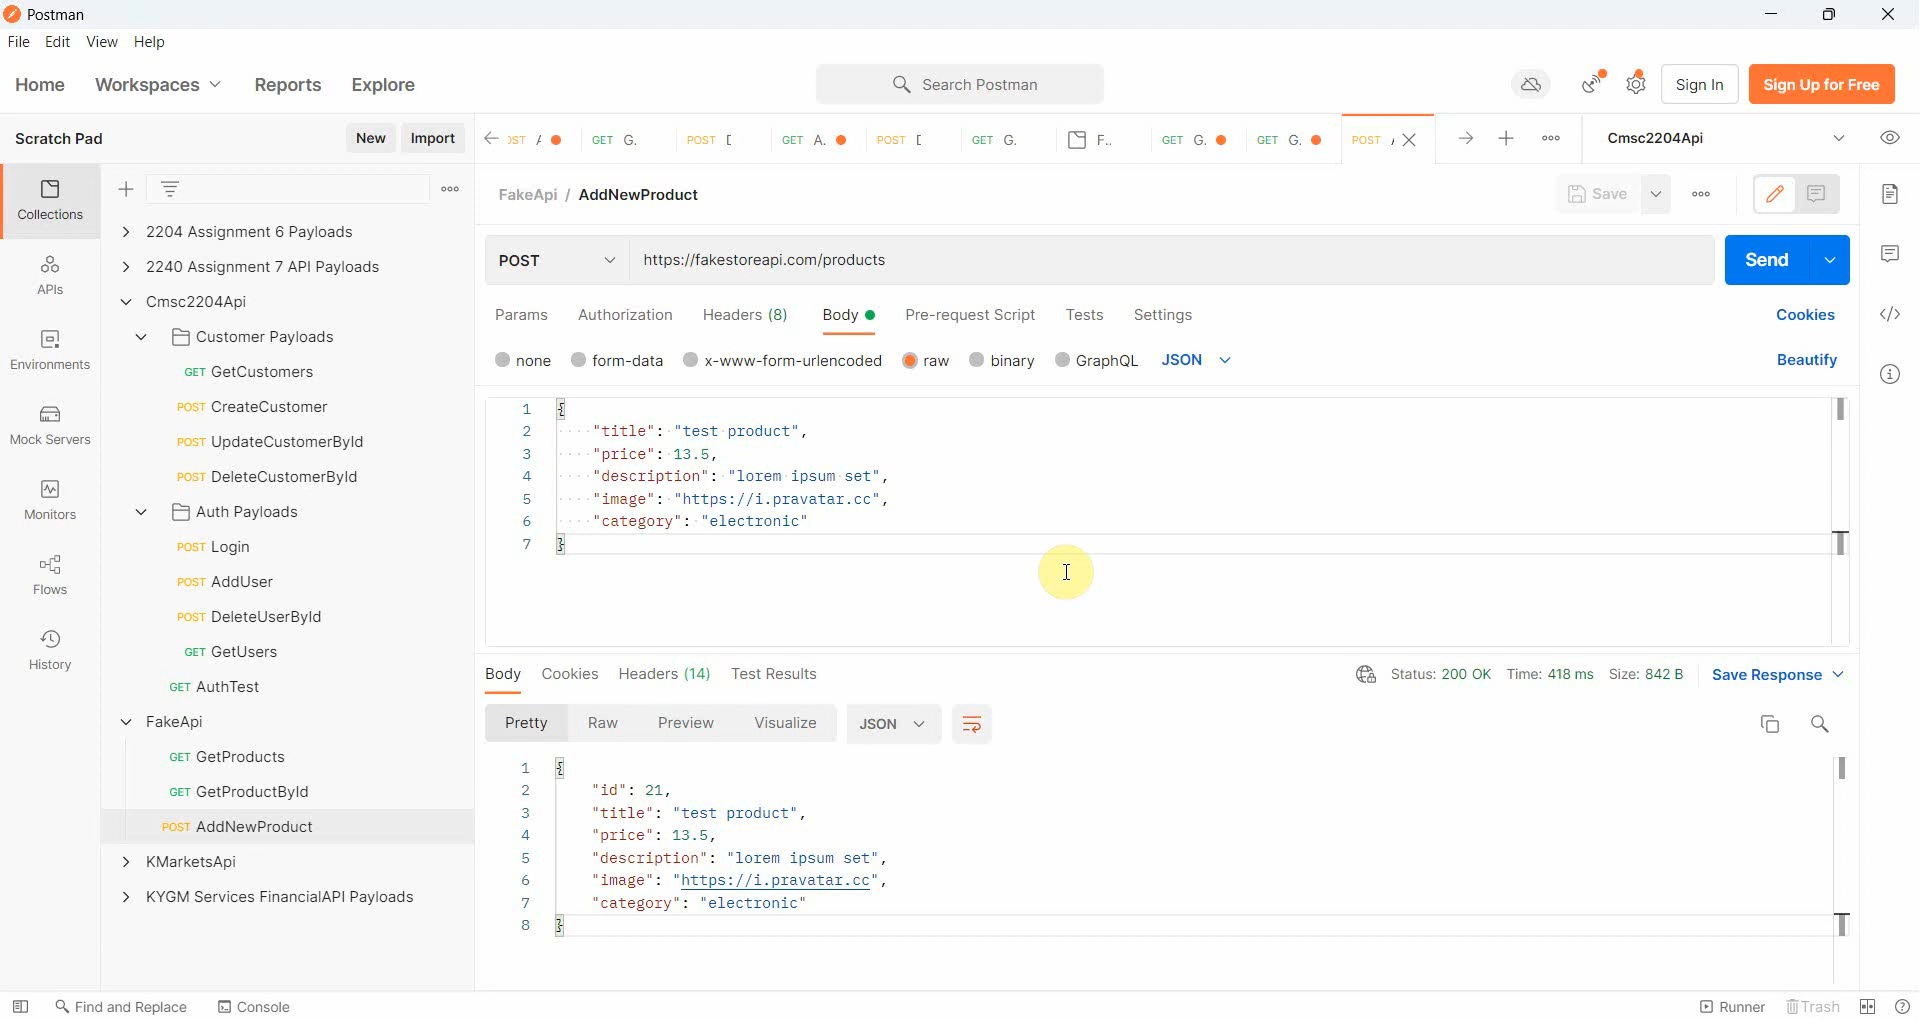 Postman
File Edit View Help
Home Workspaces Reports Explore Search Postman Sign In Sign Up for Free
Scratch Pad New Import GET G. POST GET A. POST GET G. F.. GET G. GET G. POST Cmsc2204Api
Collections
APIs
Environments
Mock Servers
Monitors
Flows
History
2204 Assignment 6 Payloads
2240 Assignment 7 API Payloads
Cmsc2204Api
Customer Payloads
GET GetCustomers
POST CreateCustomer
POST UpdateCustomerById
POST DeleteCustomerById
Auth Payloads
POST Login
POST AddUser
POST DeleteUserById
GET GetUsers
GET AuthTest
FakeApi
GET GetProducts
GET GetProductById
POST AddNewProduct
KMarketsApi
KYGM Services FinancialAPI Payloads
FakeApi / AddNewProduct Save
POST https://fakestoreapi.com/products Send
Params Authorization Headers (8) Body Pre-request Script Tests Settings Cookies
none form-data x-www-form-urlencoded raw binary GraphQL JSON Beautify
1 {
2 "title": "test product",
3 "price": 13.5,
4 "description": "lorem ipsum set",
5 "image": "https://i.pravatar.cc",
6 "category": "electronic"
7 }
Body Cookies Headers (14) Test Results Status: 200 OK Time: 418 ms Size: 842 B Save Response
Pretty Raw Preview Visualize JSON
1 {
2 "id": 21,
3 "title": "test product",
4 "price": 13.5,
5 "description": "lorem ipsum set",
6 "image": "https://i.pravatar.cc",
7 "category": "electronic"
8 }
Find and Replace Console Runner Trash